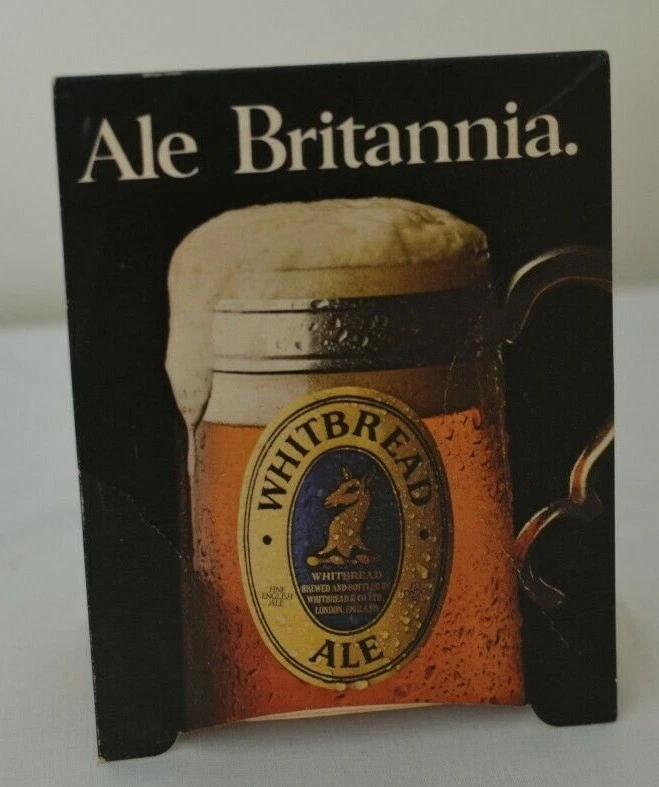 Ale Britannia.
WHITBREAD
WHITBREAD
FINE
ENGLISH
ALE
BREWED AND BOTTLED BY
WHITBREAD & CO. LTD.
LONDON, ENGLAND
ALE